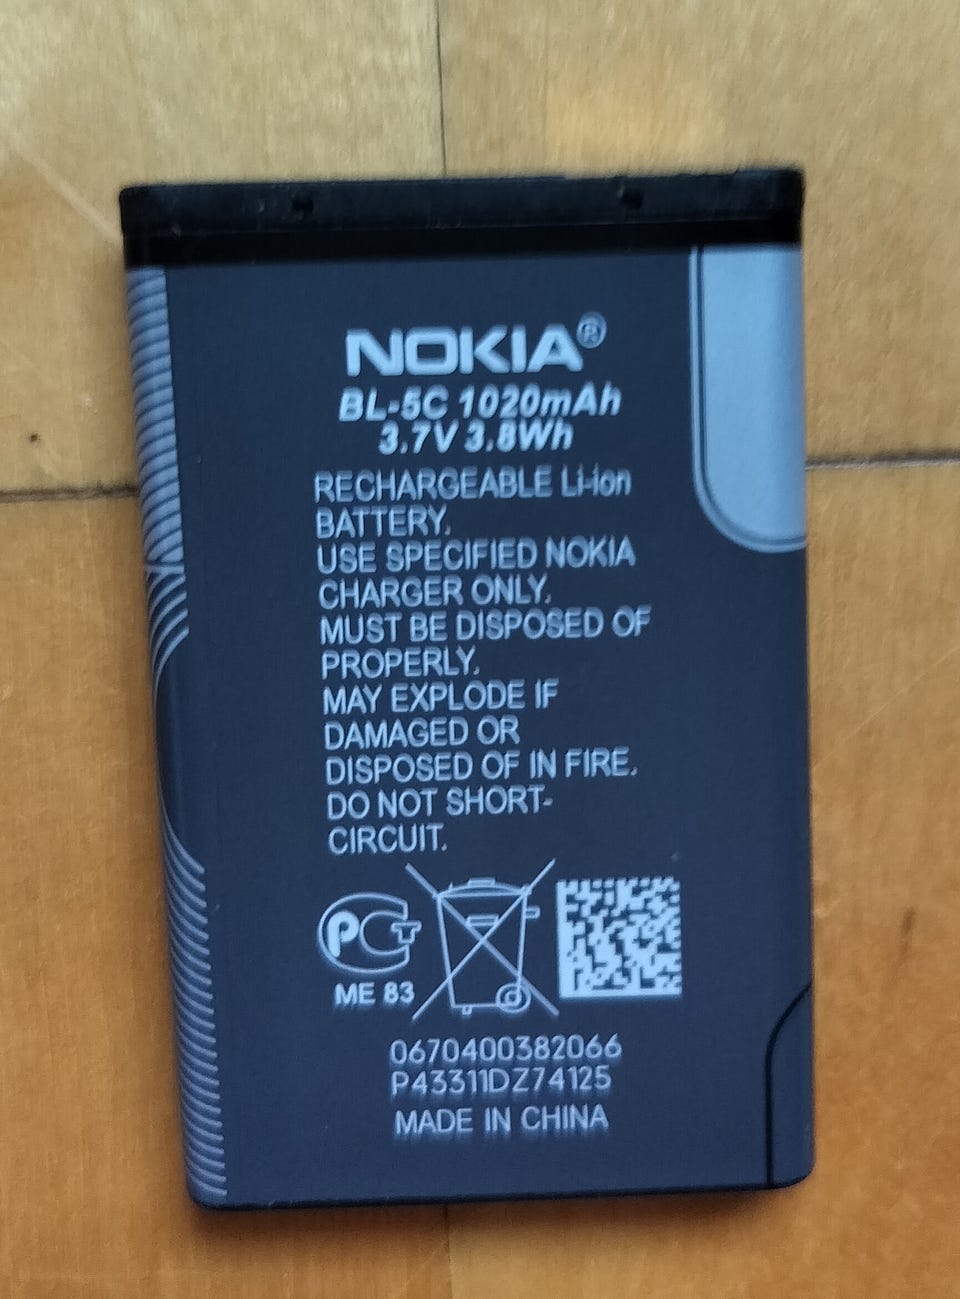 NOKIA®
BL-5C 1020mAh
3.7V 3.8Wh
RECHARGEABLE Li-ion
BATTERY.
USE SPECIFIED NOKIA
CHARGER ONLY.
MUST BE DISPOSED OF
PROPERLY.
MAY EXPLODE IF
DAMAGED OR
DISPOSED OF IN FIRE.
DO NOT SHORT-
CIRCUIT.
РСТ
ME 83
0670400382066
P43311DZ74125
MADE IN CHINA